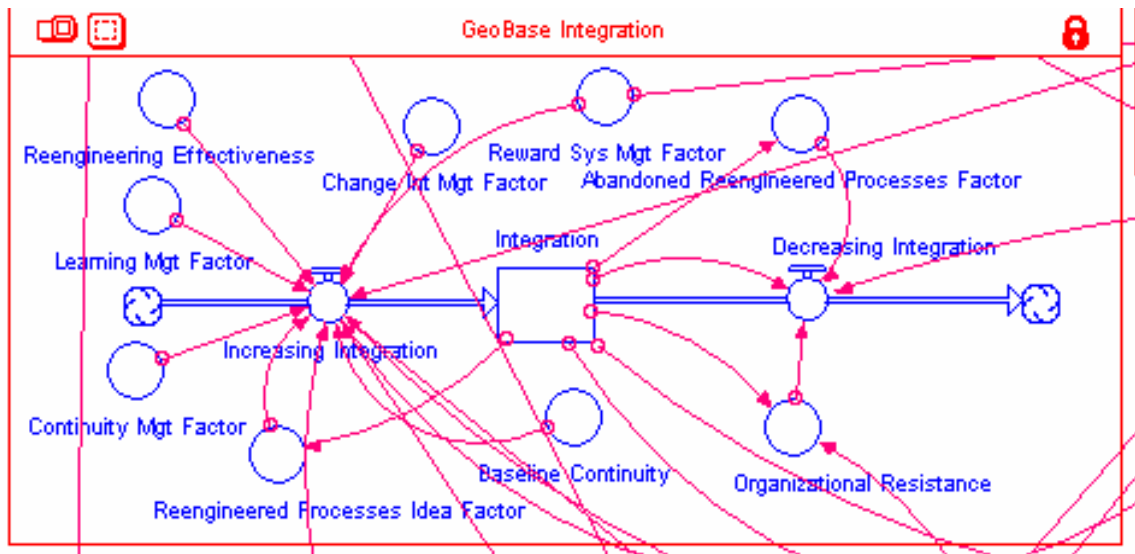 GeoBase Integration
Reengineering Effectiveness
Change Int Mgt Factor
Reward Sys Mgt Factor
Abandoned Reengineered Processes Factor
Learning Mgt Factor
Integration
Decreasing Integration
Increasing Integration
Continuity Mgt Factor
Baseline Continuity
Organizational Resistance
Reengineered Processes Idea Factor